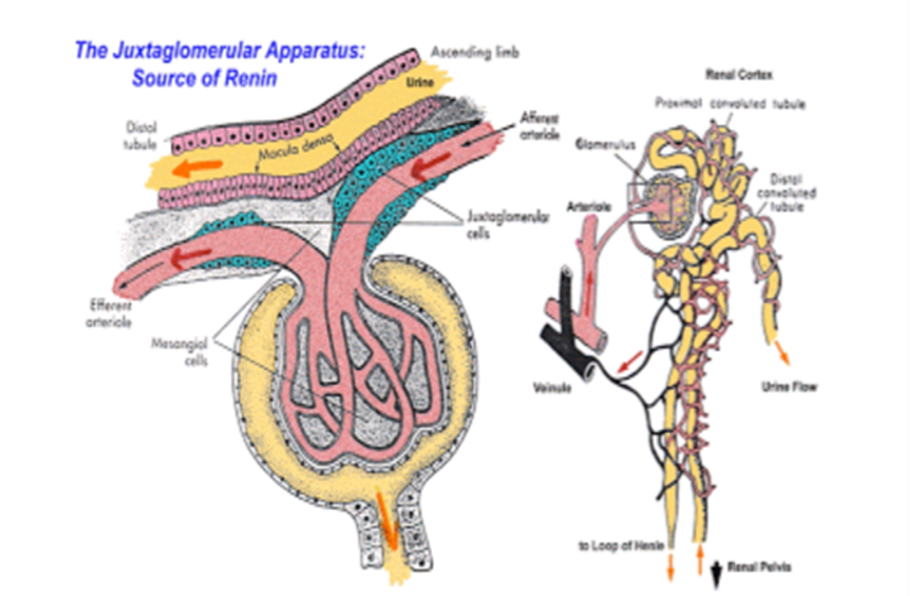 The Juxtaglomerular Apparatus:
Source of Renin
Ascending limb
Urine
Distal
tubule
Macula densa
Afferent
arteriole
Juxtaglomerular
cells
Efferent
arteriole
Mesangial
cells
Renal Cortex
Proximal convoluted tubule
Glomerulus
Distal
convoluted
tubule
Arteriole
Veinule
Urine Flow
to Loop of Henle
Renal Pelvis